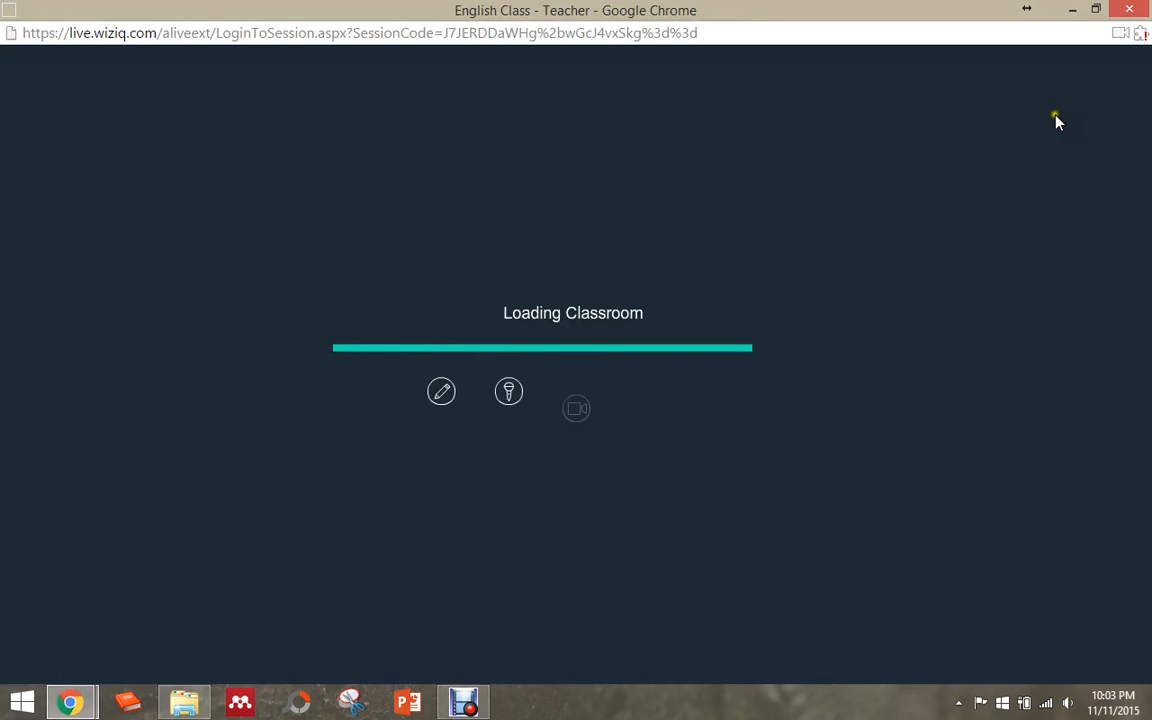 English Class - Teacher - Google Chrome
https://live.wiziq.com/aliveext/LoginToSession.aspx?SessionCode=J7JERDDaWHg%2bwGcJ4vxSkg%3d%3d
Loading Classroom
10:03 PM
11/11/2015